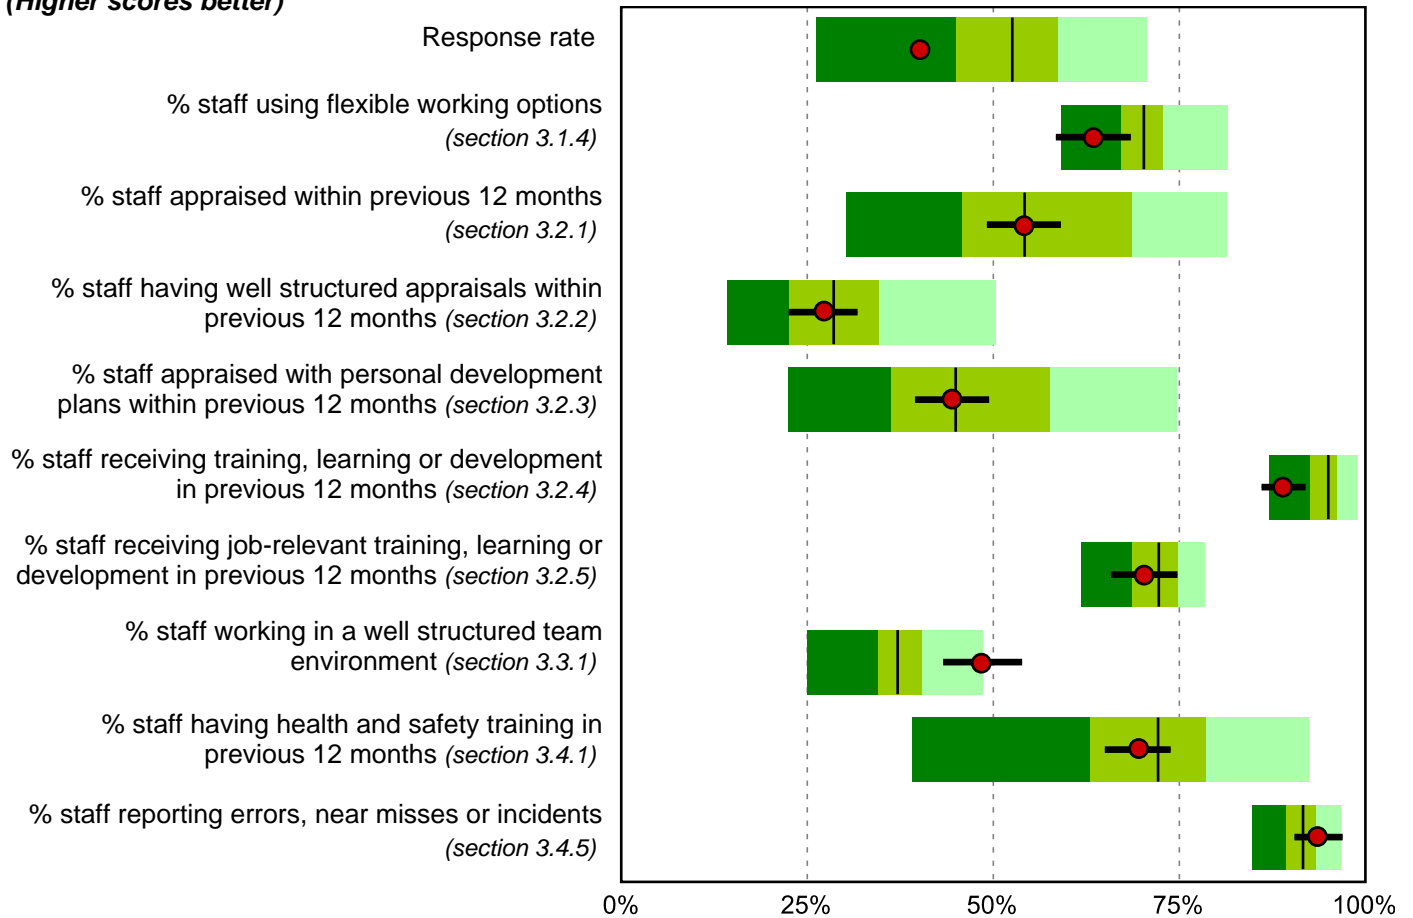 (Higher scores better)
Response rate
% staff using flexible working options
(section 3.1.4)
% staff appraised within previous 12 months
(section 3.2.1)
% staff having well structured appraisals within
previous 12 months (section 3.2.2)
% staff appraised with personal development
plans within previous 12 months (section 3.2.3)
% staff receiving training, learning or development
in previous 12 months (section 3.2.4)
% staff receiving job-relevant training, learning or
development in previous 12 months (section 3.2.5)
% staff working in a well structured team
environment (section 3.3.1)
% staff having health and safety training in
previous 12 months (section 3.4.1)
% staff reporting errors, near misses or incidents
(section 3.4.5)
0% 25% 50% 75% 100%